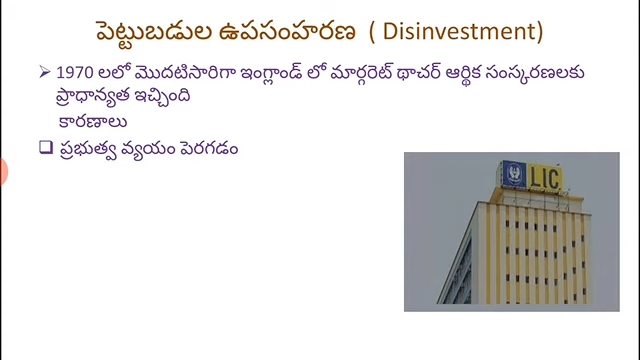 పెట్టుబడుల ఉపసంహరణ ( Disinvestment)
➢ 1970 లలో మొదటిసారిగా ఇంగ్లాండ్ లో మార్గరెట్ థాచర్ ఆర్థిక సంస్కరణలకు
ప్రాధాన్యత ఇచ్చింది
కారణాలు
❑ ప్రభుత్వ వ్యయం పెరగడం
LIC